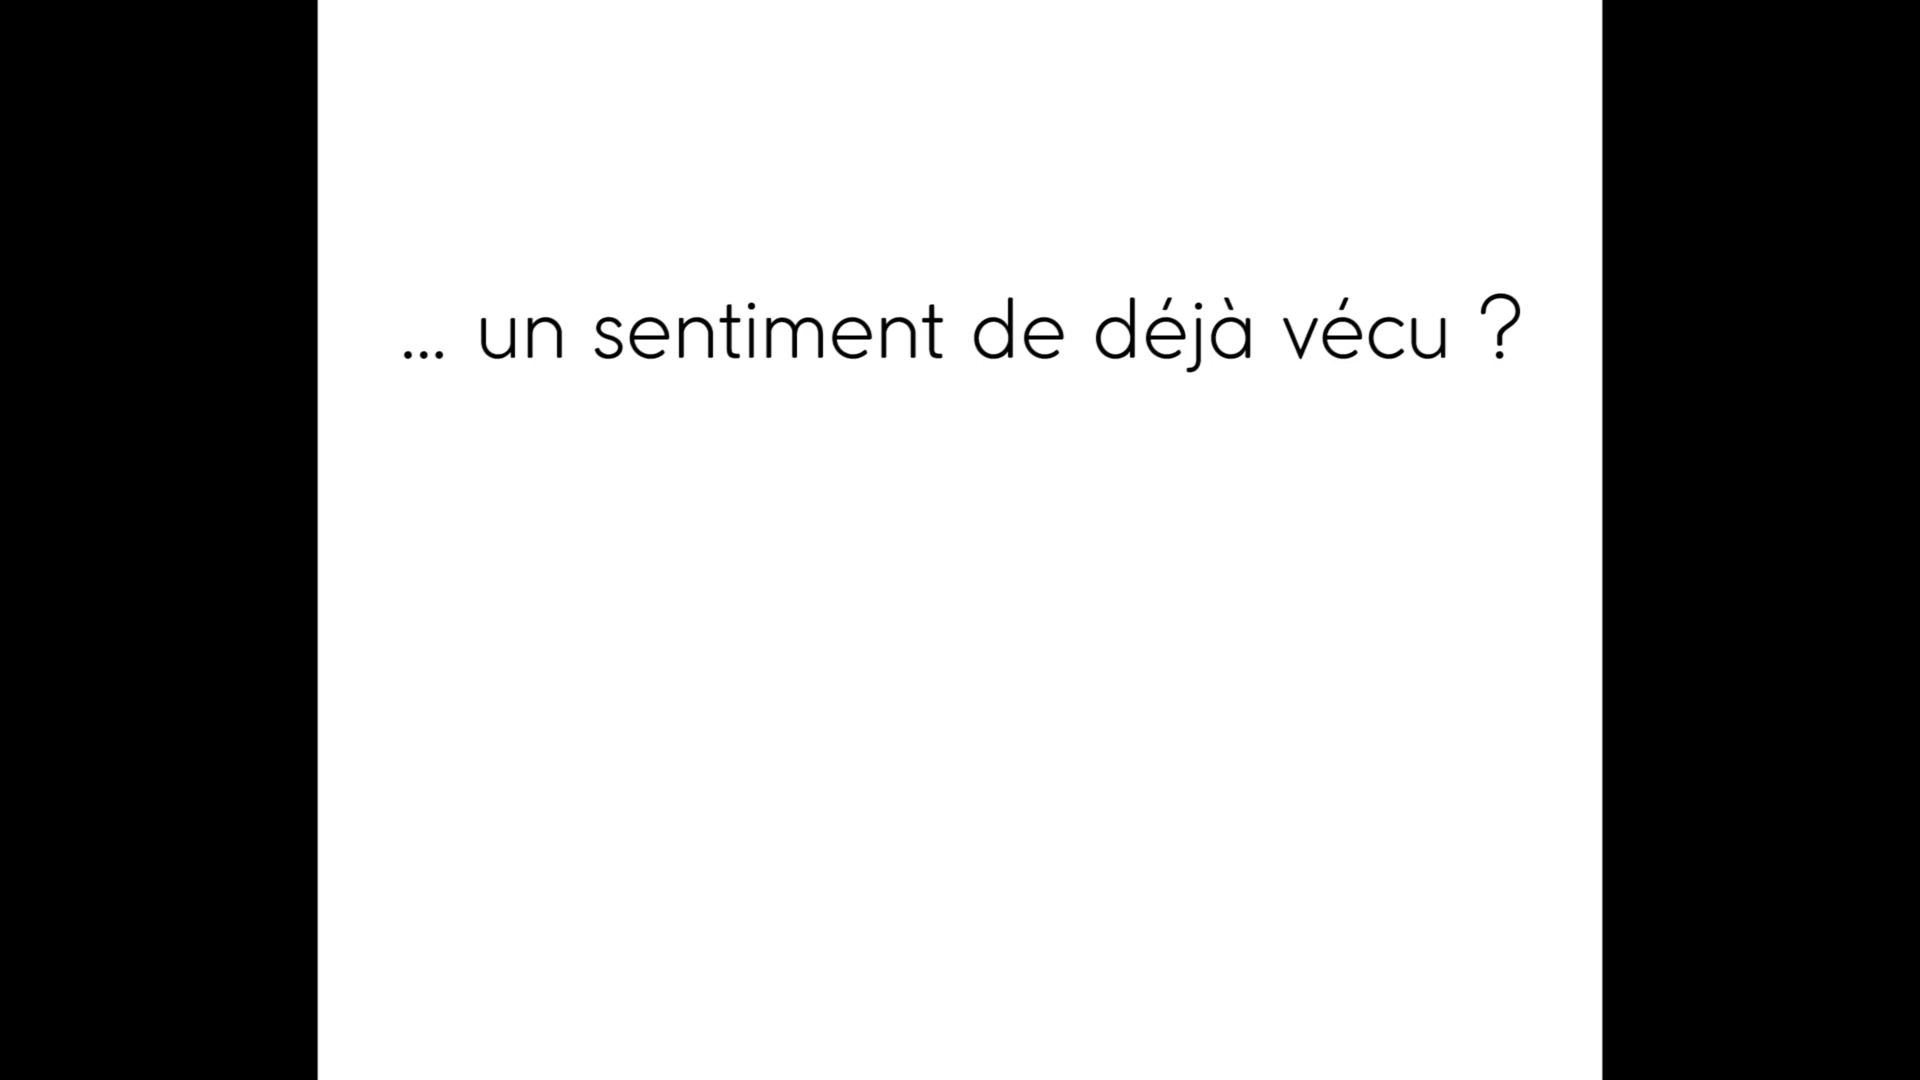 ... un sentiment de déjà vécu ?